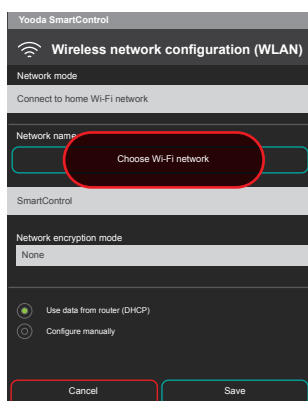 Yooda SmartControl
Wireless network configuration (WLAN)
Network mode
Connect to home Wi-Fi network
Network name
Choose Wi-Fi network
SmartControl
Network encryption mode
None
Use data from router (DHCP)
Configure manually
Cancel
Save